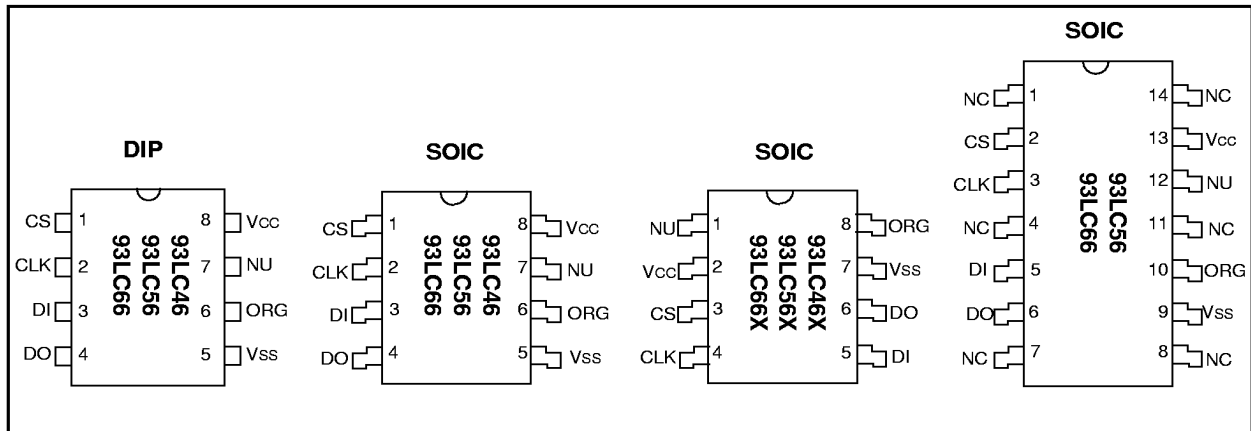 DIP
CS 1 8 VCC
CLK 2 7 NU
DI 3 6 ORG
DO 4 5 VSS
93LC46
93LC56
93LC66
SOIC
CS 1 8 VCC
CLK 2 7 NU
DI 3 6 ORG
DO 4 5 VSS
93LC46
93LC56
93LC66
SOIC
NU 1 8 ORG
VCC 2 7 VSS
CS 3 6 DO
CLK 4 5 DI
93LC46X
93LC56X
93LC66X
SOIC
NC 1 14 NC
CS 2 13 VCC
CLK 3 12 NU
NC 4 11 NC
DI 5 10 ORG
DO 6 9 VSS
NC 7 8 NC
93LC56
93LC66